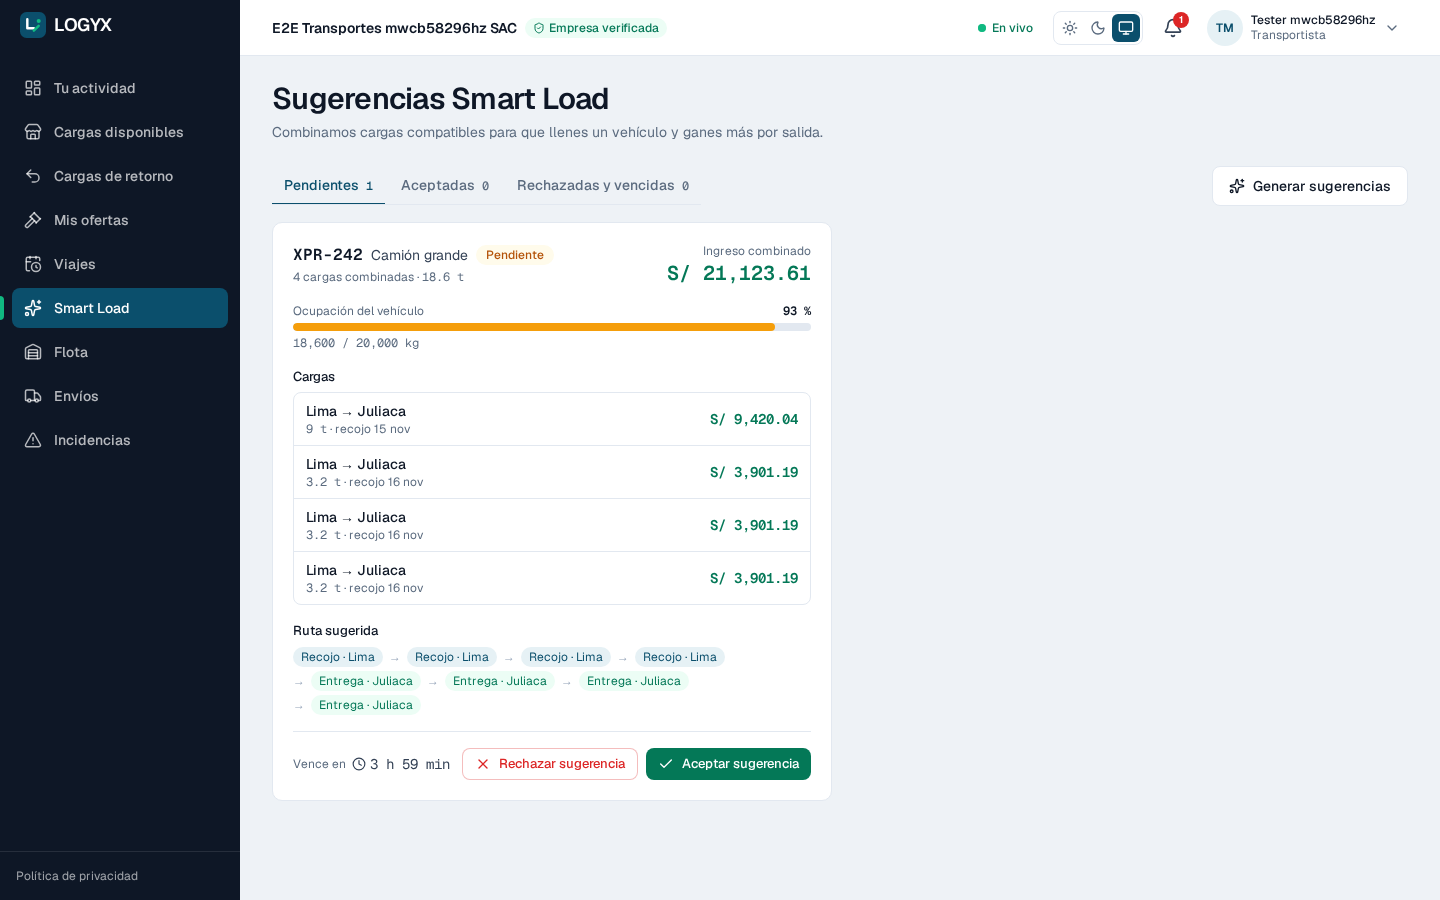 LOGYX
Tu actividad
Cargas disponibles
Cargas de retorno
Mis ofertas
Viajes
Smart Load
Flota
Envíos
Incidencias
Política de privacidad
E2E Transportes mwcb58296hz SAC
Empresa verificada
En vivo
1
TM
Tester mwcb58296hz
Transportista
Sugerencias Smart Load
Combinamos cargas compatibles para que llenes un vehículo y ganes más por salida.
Pendientes 1
Aceptadas 0
Rechazadas y vencidas 0
Generar sugerencias
XPR-242 Camión grande Pendiente
4 cargas combinadas · 18.6 t
Ingreso combinado
S/ 21,123.61
Ocupación del vehículo 93 %
18,600 / 20,000 kg
Cargas
Lima → Juliaca
9 t · recojo 15 nov
S/ 9,420.04
Lima → Juliaca
3.2 t · recojo 16 nov
S/ 3,901.19
Lima → Juliaca
3.2 t · recojo 16 nov
S/ 3,901.19
Lima → Juliaca
3.2 t · recojo 16 nov
S/ 3,901.19
Ruta sugerida
Recojo · Lima → Recojo · Lima → Recojo · Lima → Recojo · Lima
→ Entrega · Juliaca → Entrega · Juliaca → Entrega · Juliaca
→ Entrega · Juliaca
Vence en 3 h 59 min
Rechazar sugerencia
Aceptar sugerencia